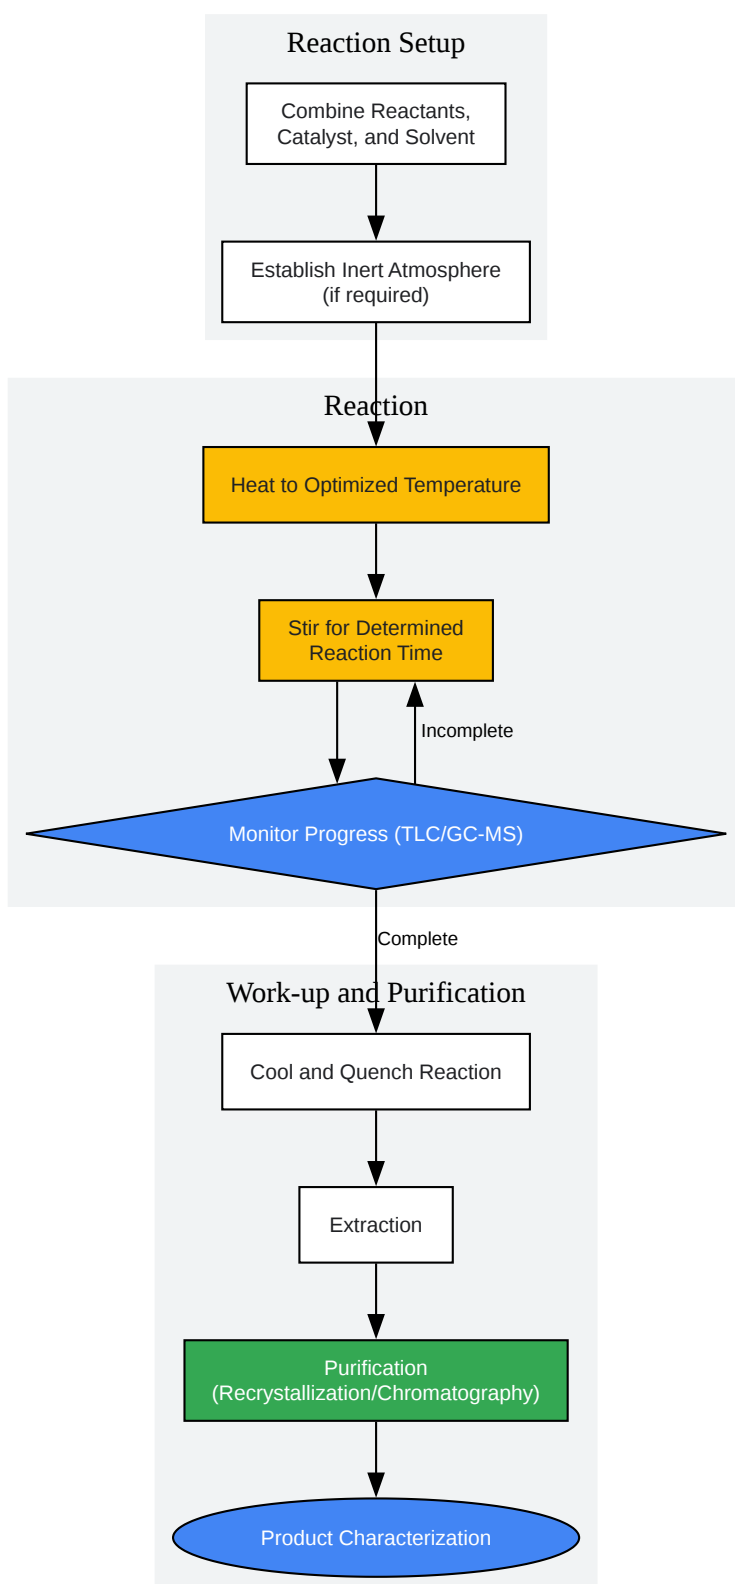 Reaction Setup
Combine Reactants,
Catalyst, and Solvent
Establish Inert Atmosphere
(if required)
Reaction
Heat to Optimized Temperature
Stir for Determined
Reaction Time
Incomplete
Monitor Progress (TLC/GC-MS)
Complete
Work-up and Purification
Cool and Quench Reaction
Extraction
Purification
(Recrystallization/Chromatography)
Product Characterization